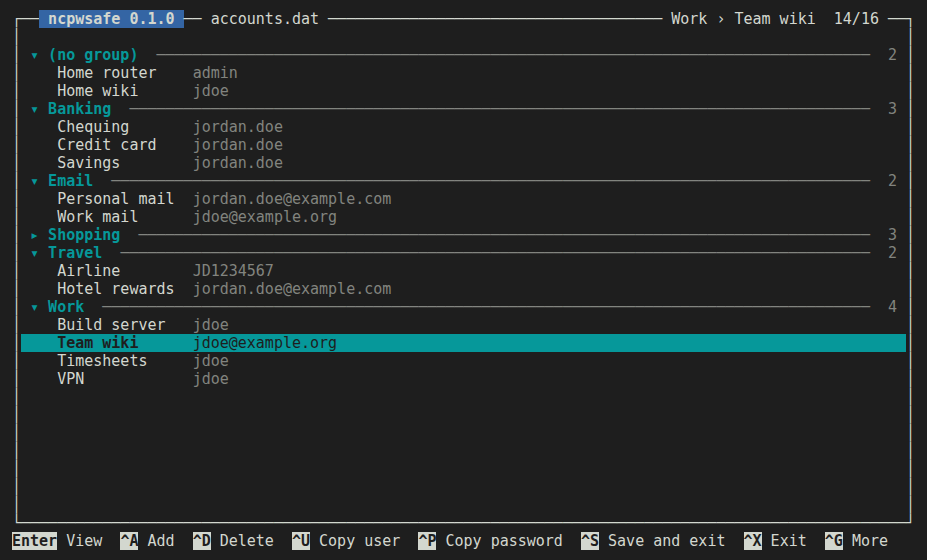 ncpwsafe 0.1.0 accounts.dat Work › Team wiki 14/16
▾ (no group) 2
Home router admin
Home wiki jdoe
▾ Banking 3
Chequing jordan.doe
Credit card jordan.doe
Savings jordan.doe
▾ Email 2
Personal mail jordan.doe@example.com
Work mail jdoe@example.org
▸ Shopping 3
▾ Travel 2
Airline JD1234567
Hotel rewards jordan.doe@example.com
▾ Work 4
Build server jdoe
Team wiki jdoe@example.org
Timesheets jdoe
VPN jdoe
Enter View ^A Add ^D Delete ^U Copy user ^P Copy password ^S Save and exit ^X Exit ^G More